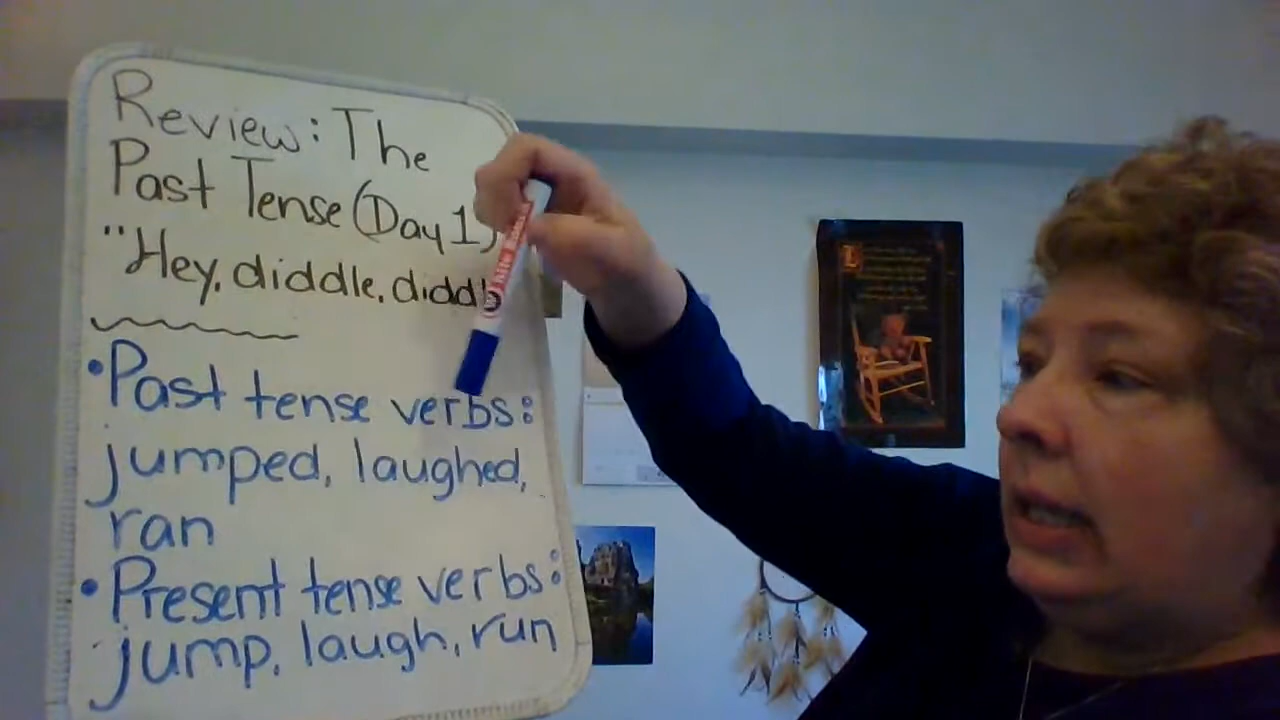 Review: The
Past Tense (Day 1)
"Hey, diddle, diddl
Past tense verbs:
jumped, laughed,
ran
Present tense verbs:
jump, laugh, run